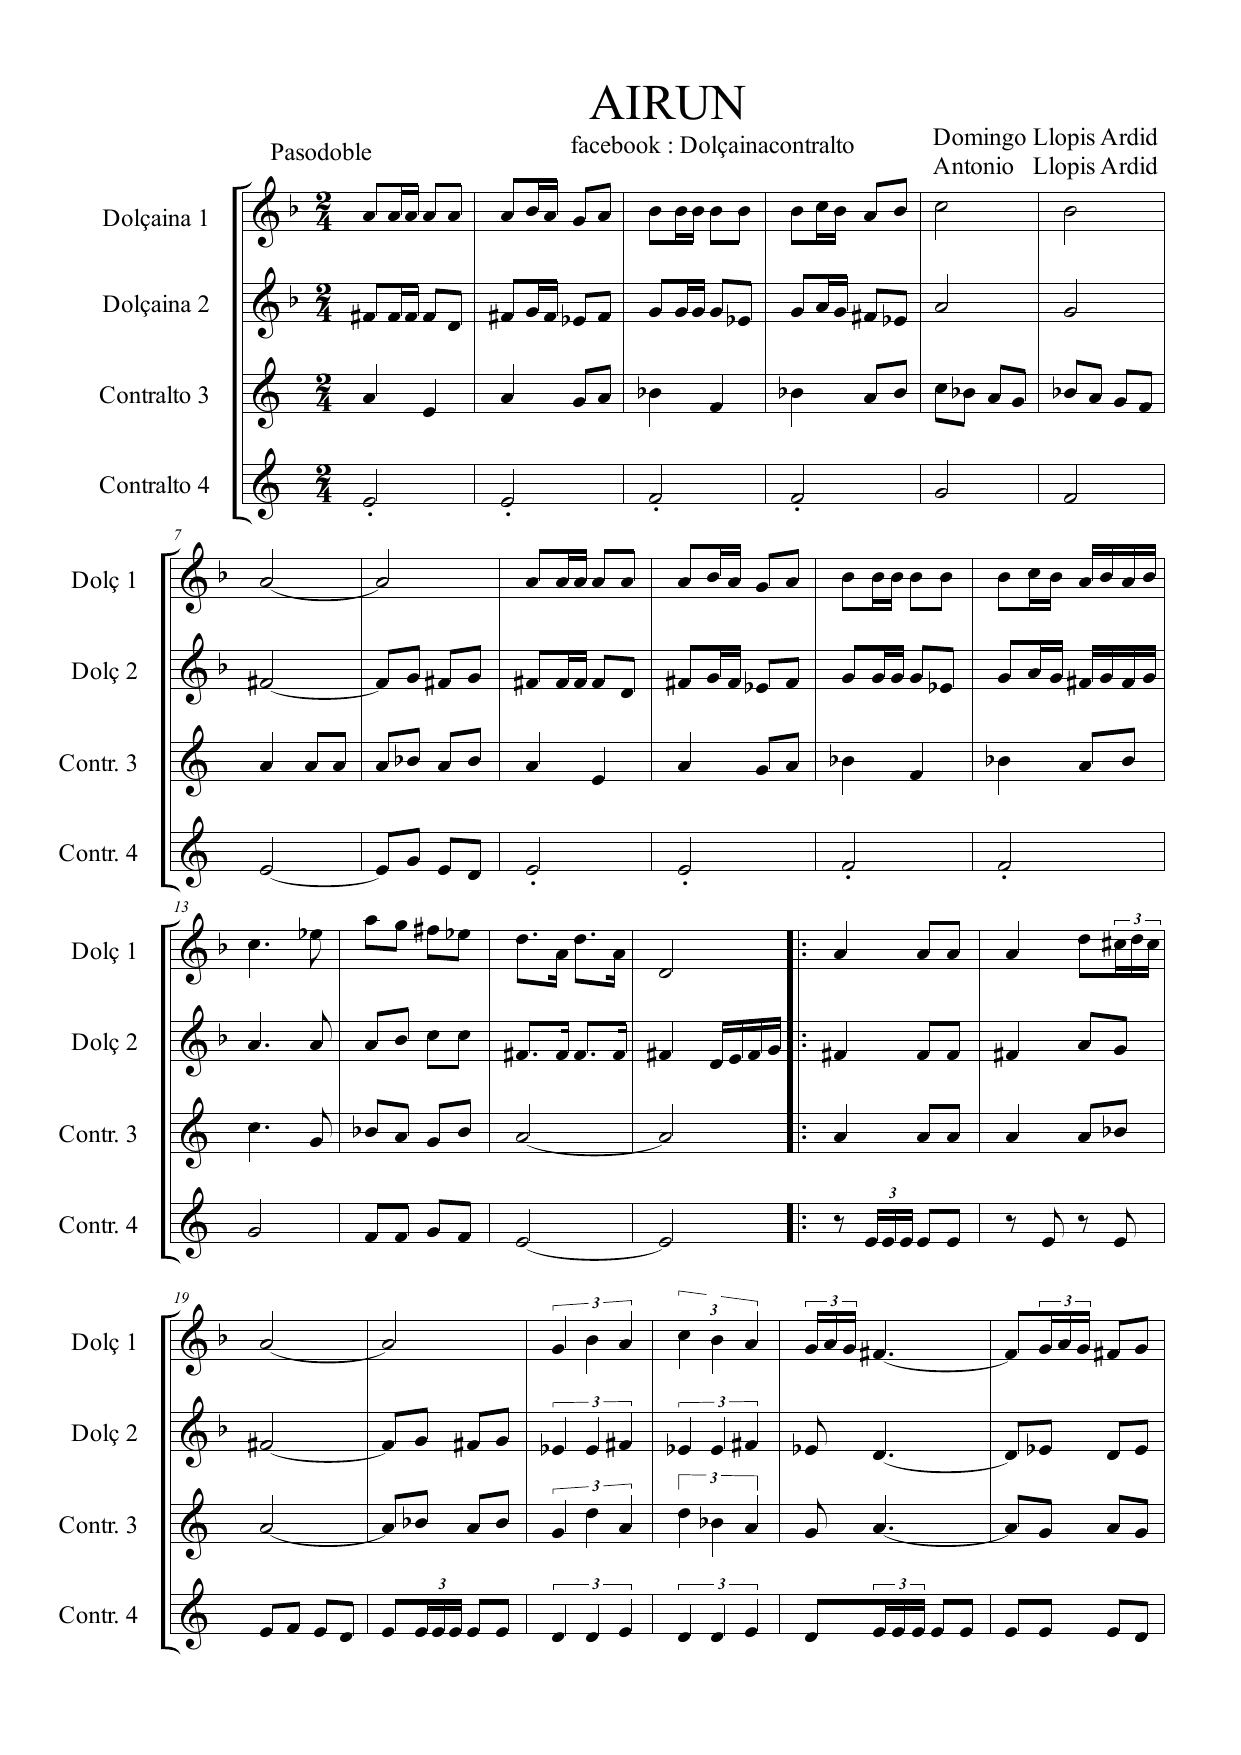 AIRUN
facebook : Dolçainacontralto
Pasodoble
Domingo Llopis Ardid
Antonio Llopis Ardid
Dolçaina 1
Dolçaina 2
Contralto 3
Contralto 4
7
Dolç 1
Dolç 2
Contr. 3
Contr. 4
13
3
Dolç 1
Dolç 2
Contr. 3
3
Contr. 4
19
3 3 3 3
Dolç 1
3 3
Dolç 2
3 3
Contr. 3
3 3 3 3
Contr. 4